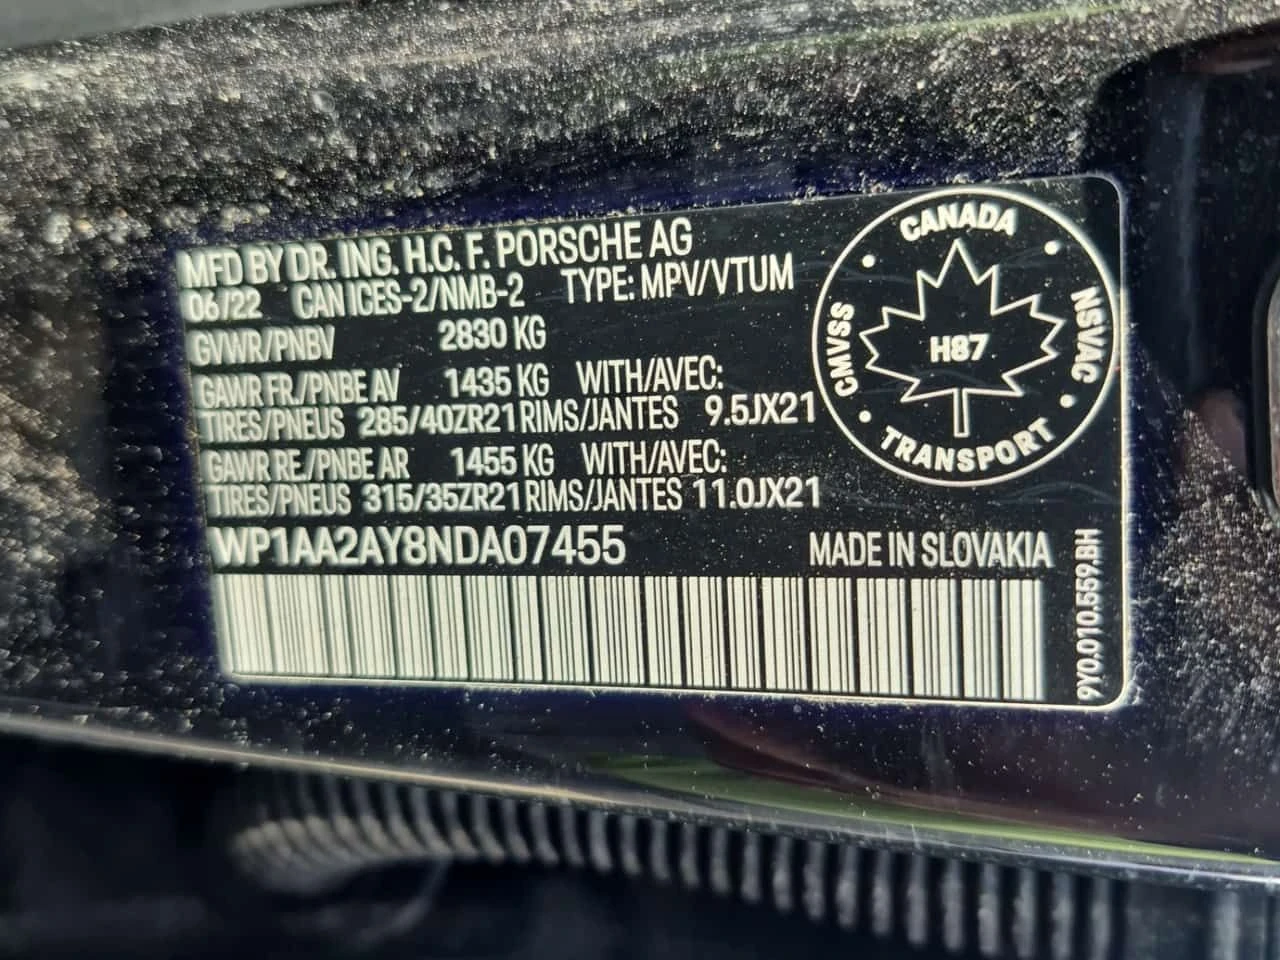 MFD BY DR. ING. H.C. F. PORSCHE AG
06/22 CAN ICES-2/NMB-2 TYPE: MPV/VTUM
GVWR/PNBV 2830 KG
GAWR FR./PNBE AV 1435 KG WITH/AVEC:
TIRES/PNEUS 285/40ZR21 RIMS/JANTES 9.5JX21
GAWR RE./PNBE AR 1455 KG WITH/AVEC:
TIRES/PNEUS 315/35ZR21 RIMS/JANTES 11.0JX21
WP1AA2AY8NDA07455 MADE IN SLOVAKIA
CANADA
CMVSS
H87
NSVAC
TRANSPORT
9Y0.010.559.BH